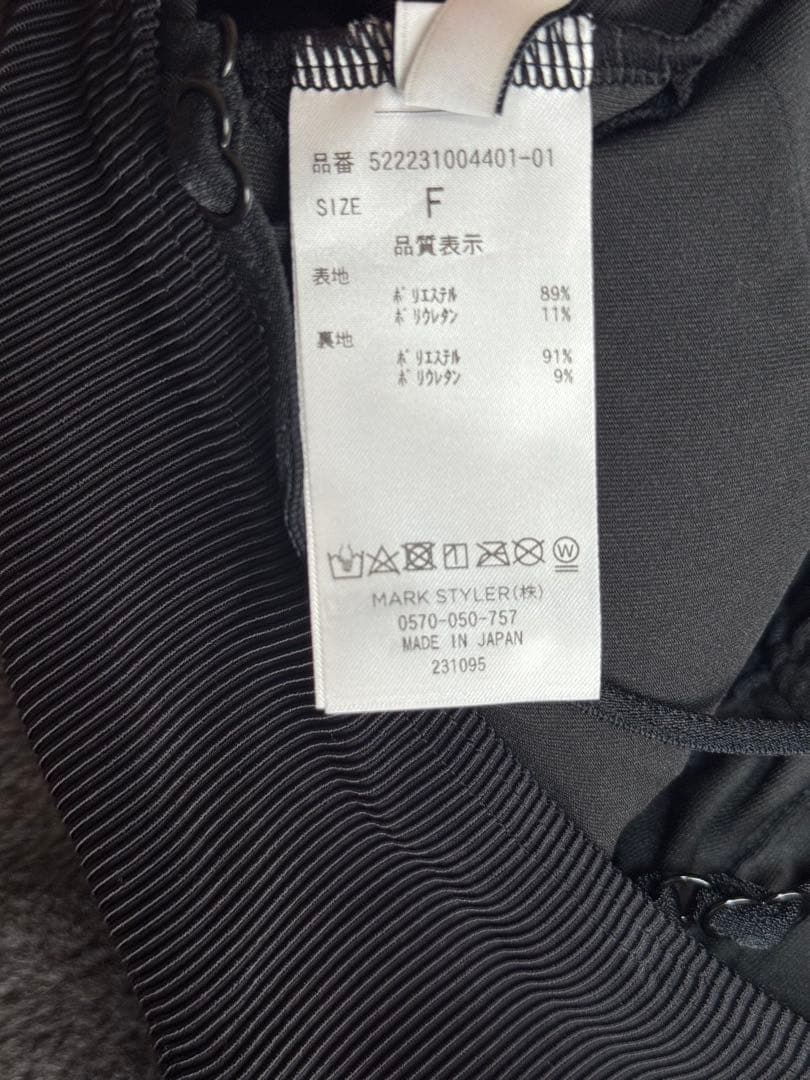 品番 522231004401-01
SIZE F
品質表示
表地
ﾎﾟﾘｴｽﾃﾙ 89%
ﾎﾟﾘｳﾚﾀﾝ 11%
裏地
ﾎﾟﾘｴｽﾃﾙ 91%
ﾎﾟﾘｳﾚﾀﾝ 9%
W
MARK STYLER(株)
0570-050-757
MADE IN JAPAN
231095